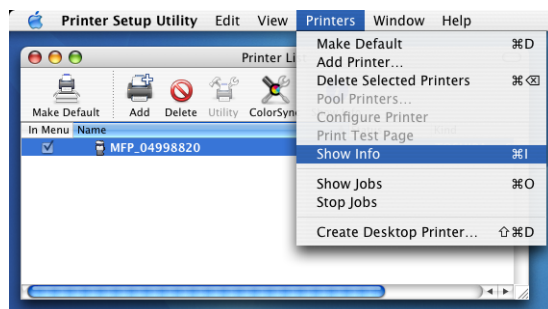 Printer Setup Utility Edit View Printers Window Help
Printer Li
Make Default ⌘D
Add Printer...
Delete Selected Printers ⌘⌫
Pool Printers...
Configure Printer
Print Test Page
Show Info ⌘I
Show Jobs ⌘O
Stop Jobs
Create Desktop Printer... ⇧⌘D
Make Default Add Delete Utility ColorSyn
In Menu Name Kind
MFP_04998820